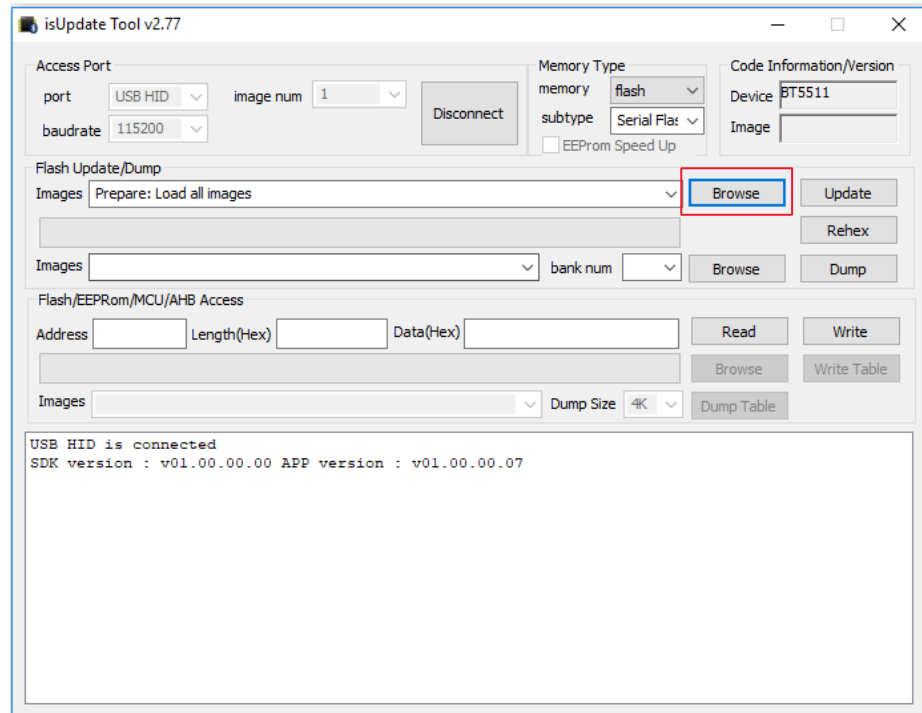 isUpdate Tool v2.77
Access Port
port USB HID image num 1
baudrate 115200
Disconnect
Memory Type
memory flash
subtype Serial Flas
EEProm Speed Up
Code Information/Version
Device BT5511
Image
Flash Update/Dump
Images Prepare: Load all images Browse Update
Rehex
Images bank num Browse Dump
Flash/EEPRom/MCU/AHB Access
Address Length(Hex) Data(Hex) Read Write
Browse Write Table
Images Dump Size 4K Dump Table
USB HID is connected
SDK version : v01.00.00.00 APP version : v01.00.00.07